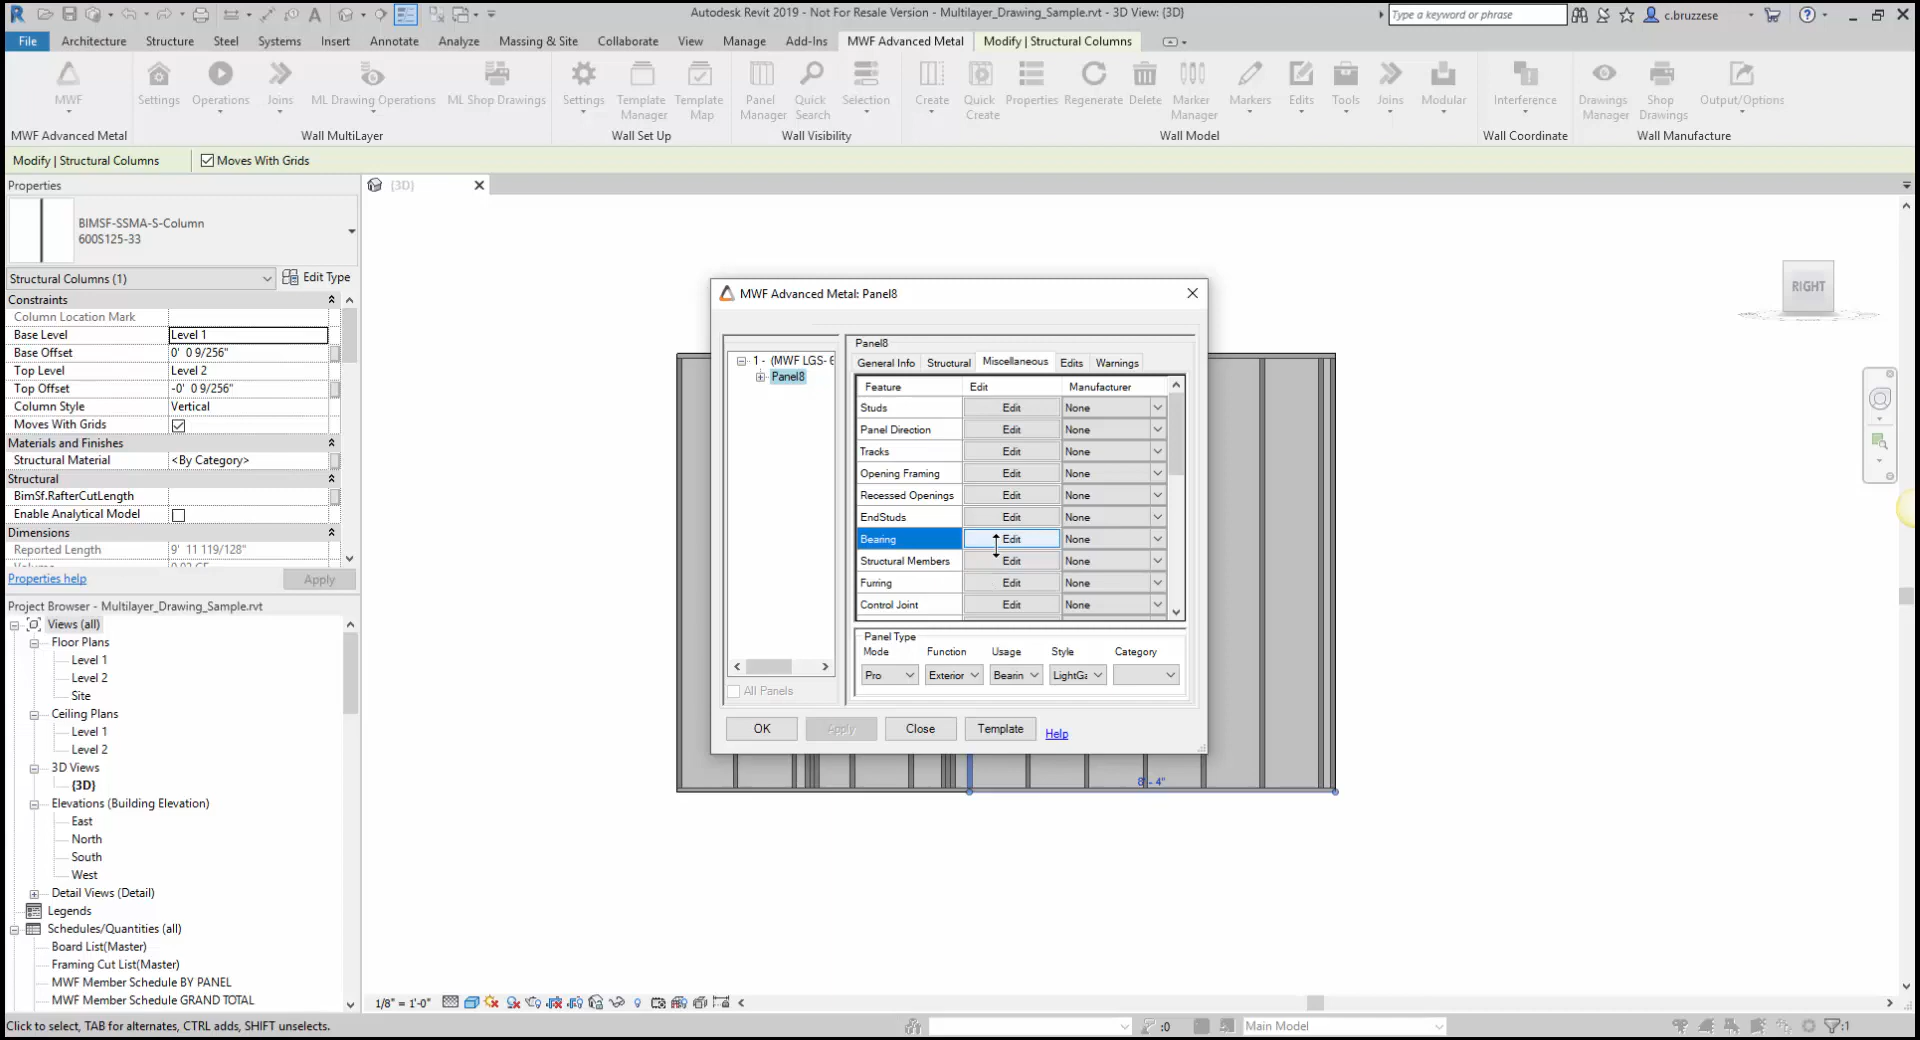 Autodesk Revit 2019 - Not For Resale Version - Multilayer_Drawing_Sample.rvt - 3D View: {3D}
Type a keyword or phrase
c.bruzzese
File Architecture Structure Steel Systems Insert Annotate Analyze Massing & Site Collaborate View Manage Add-Ins MWF Advanced Metal Modify | Structural Columns
MWF Settings Operations Joins ML Drawing Operations ML Shop Drawings Settings Template Manager Template Map Panel Manager Quick Search Selection Create Quick Create Properties Regenerate Delete Marker Manager Markers Edits Tools Joins Modular Interference Drawings Manager Shop Drawings Output/Options
MWF Advanced Metal Wall MultiLayer Wall Set Up Wall Visibility Wall Model Wall Coordinate Wall Manufacture
Modify | Structural Columns Moves With Grids
Properties
{3D}
BIMSF-SSMA-S-Column
600S125-33
Structural Columns (1) Edit Type
Constraints
Column Location Mark
Base Level Level 1
Base Offset 0' 0 9/256"
Top Level Level 2
Top Offset -0' 0 9/256"
Column Style Vertical
Moves With Grids
Materials and Finishes
Structural Material <By Category>
Structural
BimSf.RafterCutLength
Enable Analytical Model
Dimensions
Reported Length 9' 11 119/128"
Properties help Apply
Project Browser - Multilayer_Drawing_Sample.rvt
Views (all)
Floor Plans
Level 1
Level 2
Site
Ceiling Plans
Level 1
Level 2
3D Views
{3D}
Elevations (Building Elevation)
East
North
South
West
Detail Views (Detail)
Legends
Schedules/Quantities (all)
Board List(Master)
Framing Cut List(Master)
MWF Member Schedule BY PANEL
MWF Member Schedule GRAND TOTAL
MWF Advanced Metal: Panel8
1 - (MWF LGS- 6
Panel8
All Panels
Panel8
General Info Structural Miscellaneous Edits Warnings
Feature Edit Manufacturer
Studs Edit None
Panel Direction Edit None
Tracks Edit None
Opening Framing Edit None
Recessed Openings Edit None
EndStuds Edit None
Bearing Edit None
Structural Members Edit None
Furring Edit None
Control Joint Edit None
Panel Type
Mode Function Usage Style Category
Pro Exterior Bearin LightGa
OK Apply Close Template Help
8' - 4"
RIGHT
1/8" = 1'-0"
Click to select, TAB for alternates, CTRL adds, SHIFT unselects.
:0
Main Model
:1